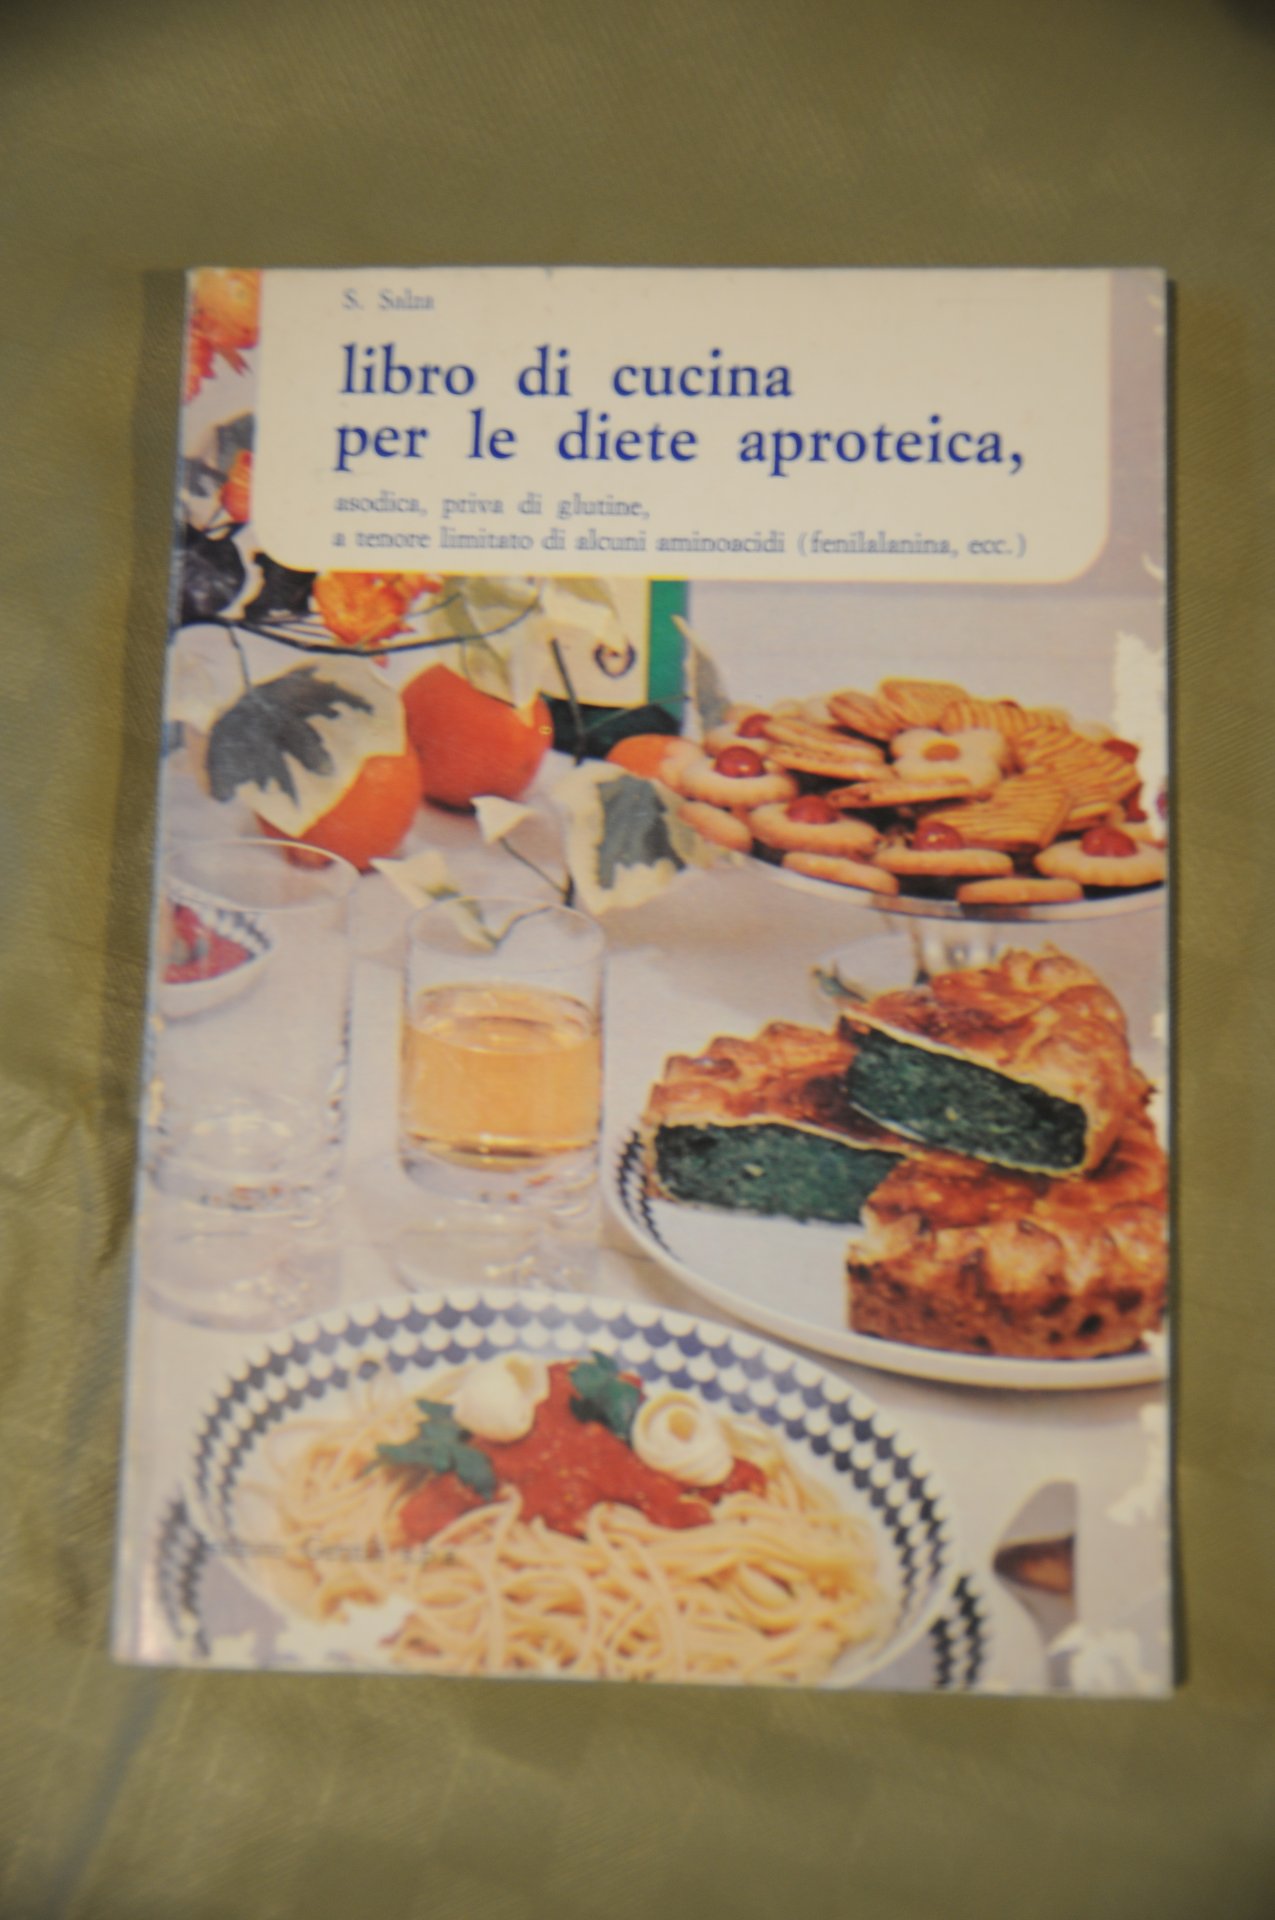 S. Salza
libro di cucina
per le diete aproteica,
asodica, priva di glutine,
a tenore limitato di alcuni aminoacidi (fenilalanina, ecc.)